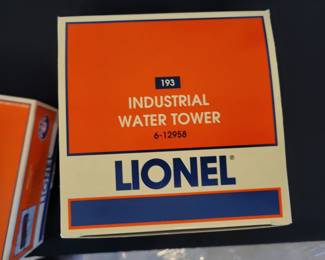 193
INDUSTRIAL
WATER TOWER
6-12958
LIONEL®